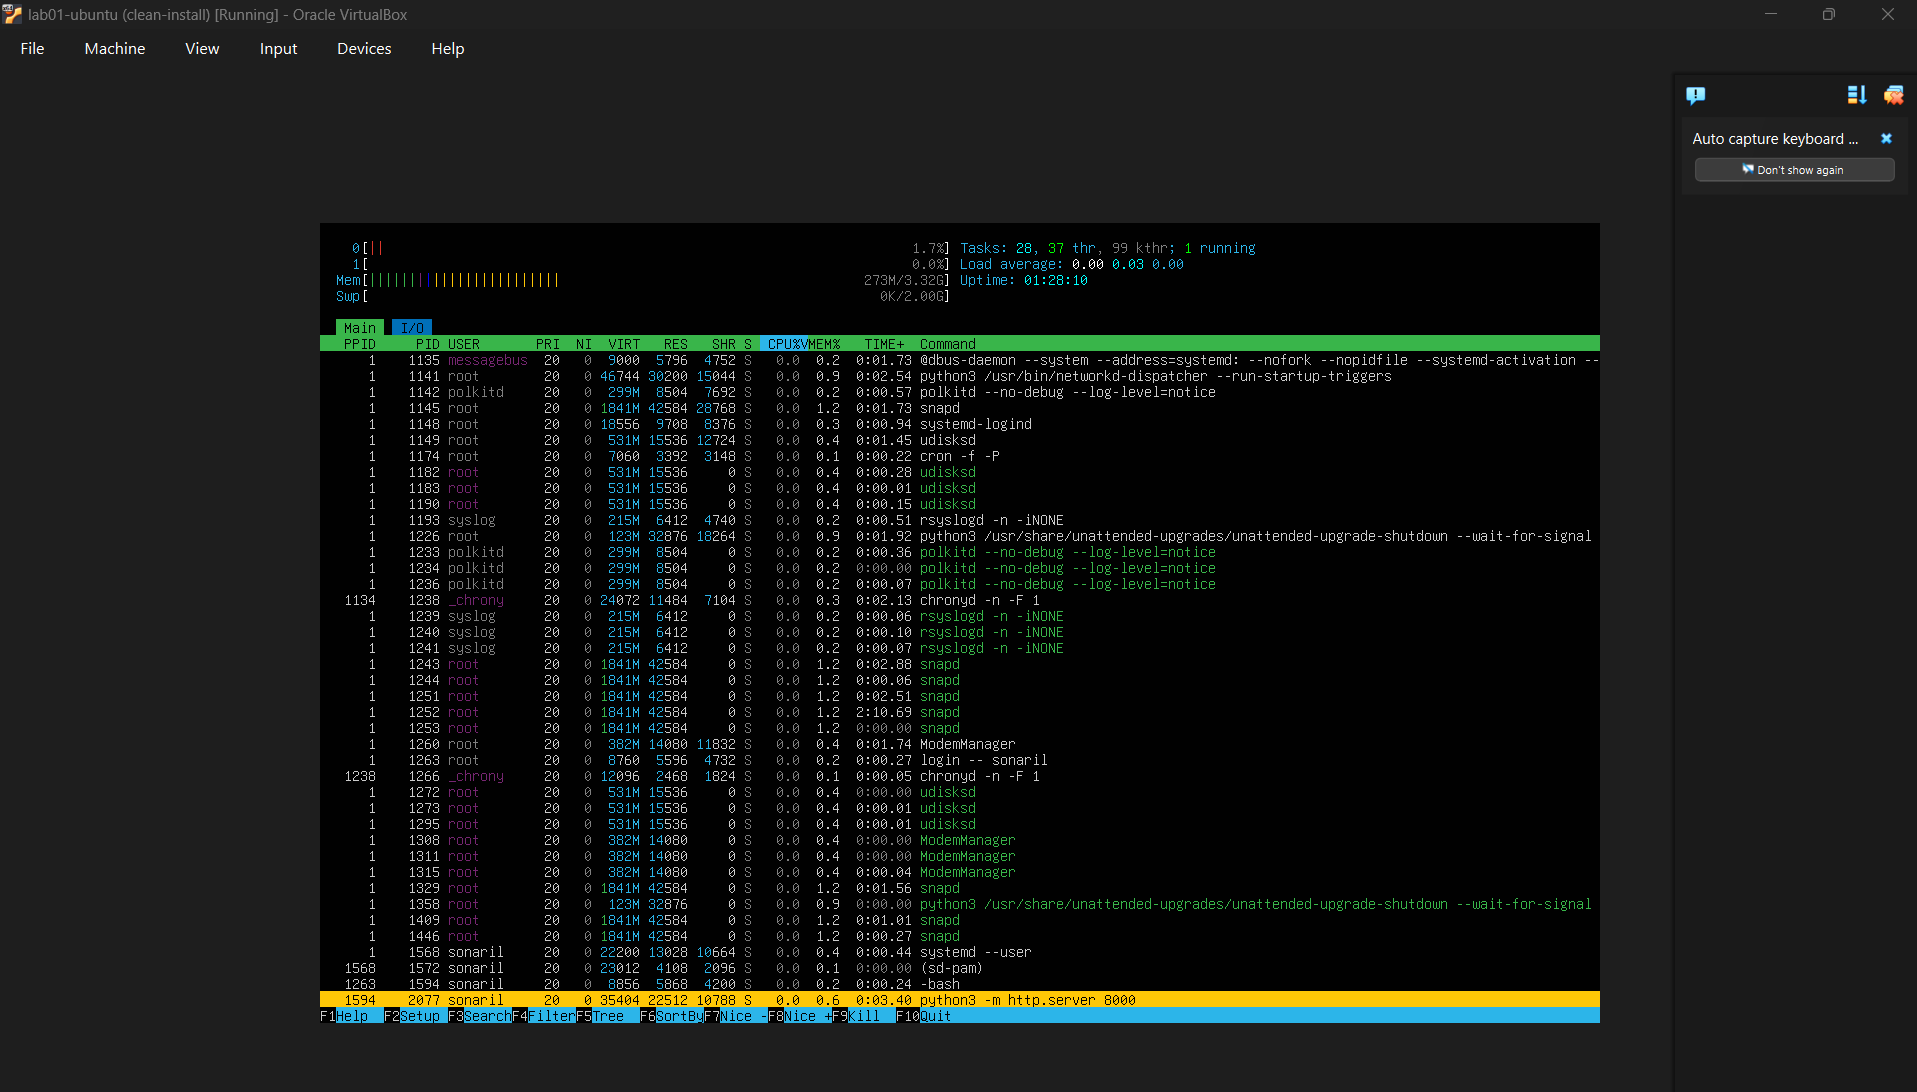 lab01-ubuntu (clean-install) [Running] - Oracle VirtualBox
File Machine View Input Devices Help
Auto capture keyboard ...
Don't show again
0[|| 1.7%] Tasks: 28, 37 thr, 99 kthr; 1 running
1[ 0.0%] Load average: 0.00 0.03 0.00
Mem[|||||||||||||||||||||||| 273M/3.32G] Uptime: 01:28:10
Swp[ 0K/2.00G]
Main I/O
PPID PID USER PRI NI VIRT RES SHR S CPU%▽MEM% TIME+ Command
1 1135 messagebus 20 0 9000 5796 4752 S 0.0 0.2 0:01.73 @dbus-daemon --system --address=systemd: --nofork --nopidfile --systemd-activation --
1 1141 root 20 0 46744 30200 15044 S 0.0 0.9 0:02.54 python3 /usr/bin/networkd-dispatcher --run-startup-triggers
1 1142 polkitd 20 0 299M 8504 7692 S 0.0 0.2 0:00.57 polkitd --no-debug --log-level=notice
1 1145 root 20 0 1841M 42584 28768 S 0.0 1.2 0:01.73 snapd
1 1148 root 20 0 18556 9708 8376 S 0.0 0.3 0:00.94 systemd-logind
1 1149 root 20 0 531M 15536 12724 S 0.0 0.4 0:01.45 udisksd
1 1174 root 20 0 7060 3392 3148 S 0.0 0.1 0:00.22 cron -f -P
1 1182 root 20 0 531M 15536 0 S 0.0 0.4 0:00.28 udisksd
1 1183 root 20 0 531M 15536 0 S 0.0 0.4 0:00.01 udisksd
1 1190 root 20 0 531M 15536 0 S 0.0 0.4 0:00.15 udisksd
1 1193 syslog 20 0 215M 6412 4740 S 0.0 0.2 0:00.51 rsyslogd -n -iNONE
1 1226 root 20 0 123M 32876 18264 S 0.0 0.9 0:01.92 python3 /usr/share/unattended-upgrades/unattended-upgrade-shutdown --wait-for-signal
1 1233 polkitd 20 0 299M 8504 0 S 0.0 0.2 0:00.36 polkitd --no-debug --log-level=notice
1 1234 polkitd 20 0 299M 8504 0 S 0.0 0.2 0:00.00 polkitd --no-debug --log-level=notice
1 1236 polkitd 20 0 299M 8504 0 S 0.0 0.2 0:00.07 polkitd --no-debug --log-level=notice
1134 1238 _chrony 20 0 24072 11484 7104 S 0.0 0.3 0:02.13 chronyd -n -F 1
1 1239 syslog 20 0 215M 6412 0 S 0.0 0.2 0:00.06 rsyslogd -n -iNONE
1 1240 syslog 20 0 215M 6412 0 S 0.0 0.2 0:00.10 rsyslogd -n -iNONE
1 1241 syslog 20 0 215M 6412 0 S 0.0 0.2 0:00.07 rsyslogd -n -iNONE
1 1243 root 20 0 1841M 42584 0 S 0.0 1.2 0:02.88 snapd
1 1244 root 20 0 1841M 42584 0 S 0.0 1.2 0:00.06 snapd
1 1251 root 20 0 1841M 42584 0 S 0.0 1.2 0:02.51 snapd
1 1252 root 20 0 1841M 42584 0 S 0.0 1.2 2:10.69 snapd
1 1253 root 20 0 1841M 42584 0 S 0.0 1.2 0:00.00 snapd
1 1260 root 20 0 382M 14080 11832 S 0.0 0.4 0:01.74 ModemManager
1 1263 root 20 0 8760 5596 4732 S 0.0 0.2 0:00.27 login -- sonaril
1238 1266 _chrony 20 0 12096 2468 1824 S 0.0 0.1 0:00.05 chronyd -n -F 1
1 1272 root 20 0 531M 15536 0 S 0.0 0.4 0:00.00 udisksd
1 1273 root 20 0 531M 15536 0 S 0.0 0.4 0:00.01 udisksd
1 1295 root 20 0 531M 15536 0 S 0.0 0.4 0:00.01 udisksd
1 1308 root 20 0 382M 14080 0 S 0.0 0.4 0:00.00 ModemManager
1 1311 root 20 0 382M 14080 0 S 0.0 0.4 0:00.00 ModemManager
1 1315 root 20 0 382M 14080 0 S 0.0 0.4 0:00.04 ModemManager
1 1329 root 20 0 1841M 42584 0 S 0.0 1.2 0:01.56 snapd
1 1358 root 20 0 123M 32876 0 S 0.0 0.9 0:00.00 python3 /usr/share/unattended-upgrades/unattended-upgrade-shutdown --wait-for-signal
1 1409 root 20 0 1841M 42584 0 S 0.0 1.2 0:01.01 snapd
1 1446 root 20 0 1841M 42584 0 S 0.0 1.2 0:00.27 snapd
1 1568 sonaril 20 0 22200 13028 10664 S 0.0 0.4 0:00.44 systemd --user
1568 1572 sonaril 20 0 23012 4108 2096 S 0.0 0.1 0:00.00 (sd-pam)
1263 1594 sonaril 20 0 8856 5868 4200 S 0.0 0.2 0:00.24 -bash
1594 2077 sonaril 20 0 35404 22512 10788 S 0.0 0.6 0:03.40 python3 -m http.server 8000
F1Help F2Setup F3SearchF4FilterF5Tree F6SortByF7Nice -F8Nice +F9Kill F10Quit